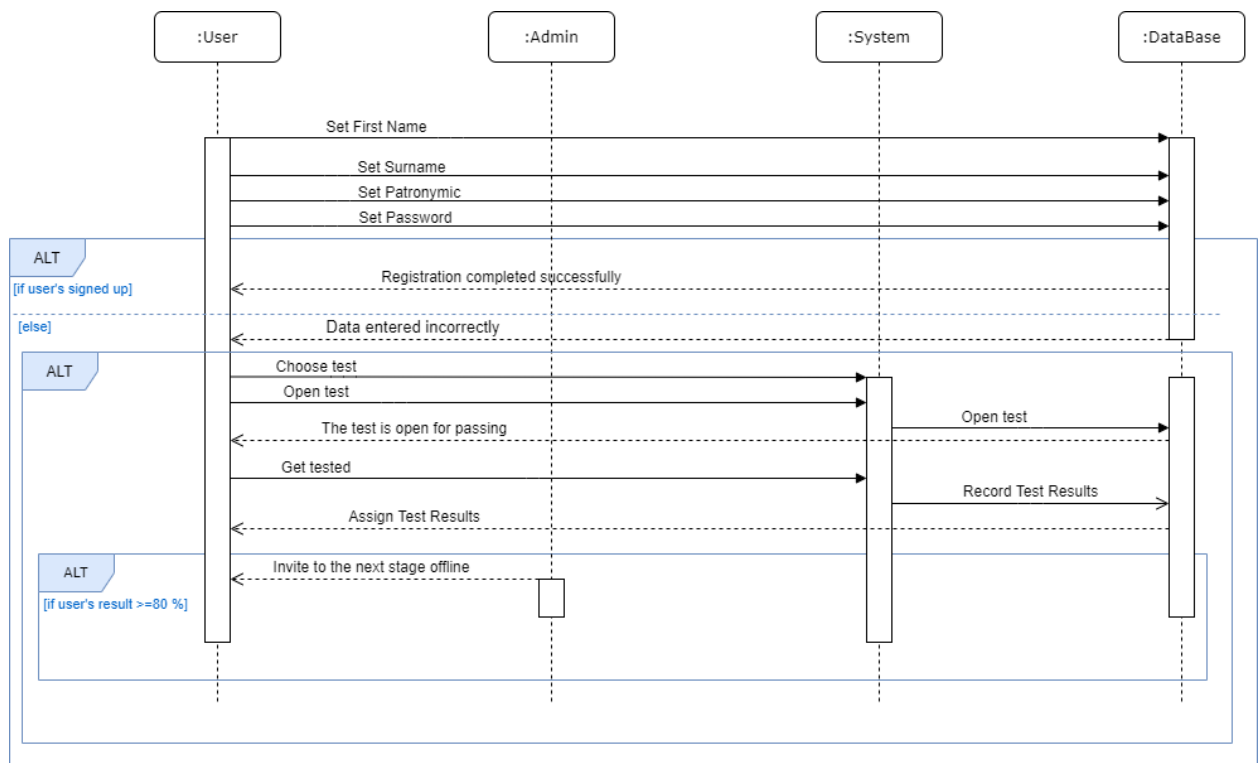 :User
:Admin
:System
:DataBase
Set First Name
Set Surname
Set Patronymic
Set Password
ALT
Registration completed successfully
[if user's signed up]
[else]
Data entered incorrectly
ALT
Choose test
Open test
Open test
The test is open for passing
Get tested
Record Test Results
Assign Test Results
ALT
Invite to the next stage offline
[if user's result >=80 %]